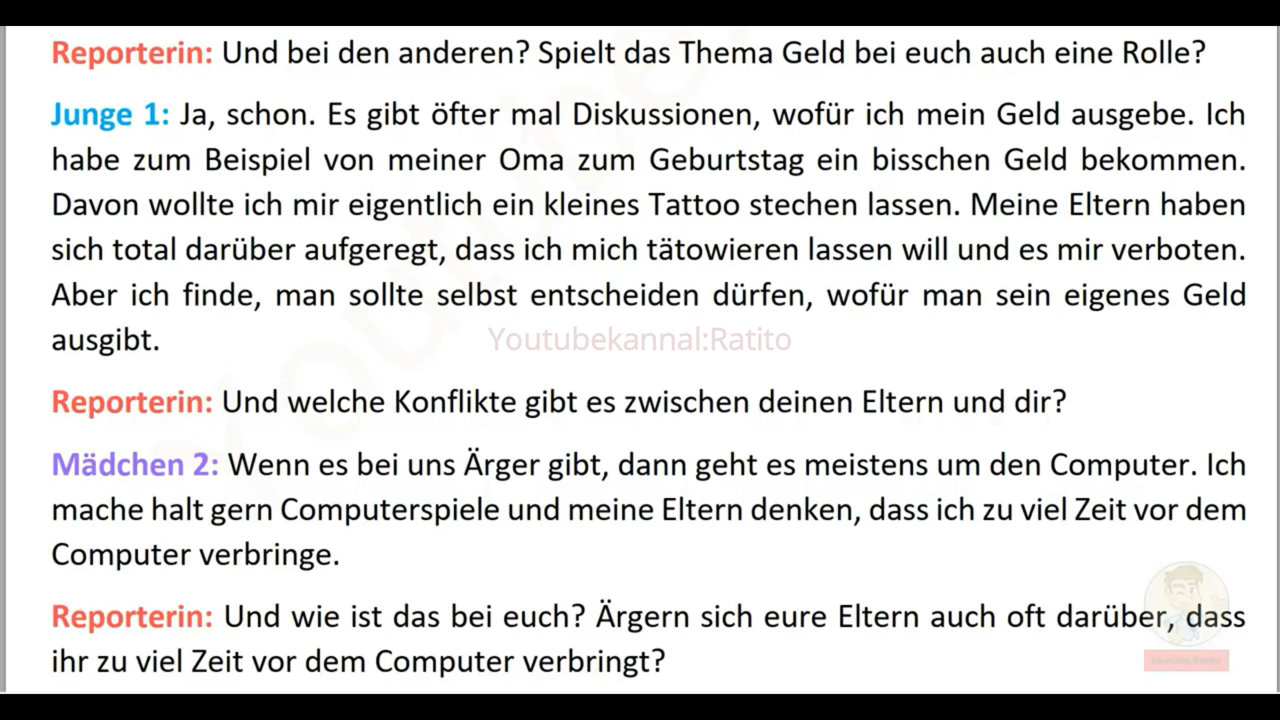 Reporterin: Und bei den anderen? Spielt das Thema Geld bei euch auch eine Rolle?
Junge 1: Ja, schon. Es gibt öfter mal Diskussionen, wofür ich mein Geld ausgebe. Ich
habe zum Beispiel von meiner Oma zum Geburtstag ein bisschen Geld bekommen.
Davon wollte ich mir eigentlich ein kleines Tattoo stechen lassen. Meine Eltern haben
sich total darüber aufgeregt, dass ich mich tätowieren lassen will und es mir verboten.
Aber ich finde, man sollte selbst entscheiden dürfen, wofür man sein eigenes Geld
ausgibt.
Youtubekannal:Ratito
Reporterin: Und welche Konflikte gibt es zwischen deinen Eltern und dir?
Mädchen 2: Wenn es bei uns Ärger gibt, dann geht es meistens um den Computer. Ich
mache halt gern Computerspiele und meine Eltern denken, dass ich zu viel Zeit vor dem
Computer verbringe.
Reporterin: Und wie ist das bei euch? Ärgern sich eure Eltern auch oft darüber, dass
ihr zu viel Zeit vor dem Computer verbringt?